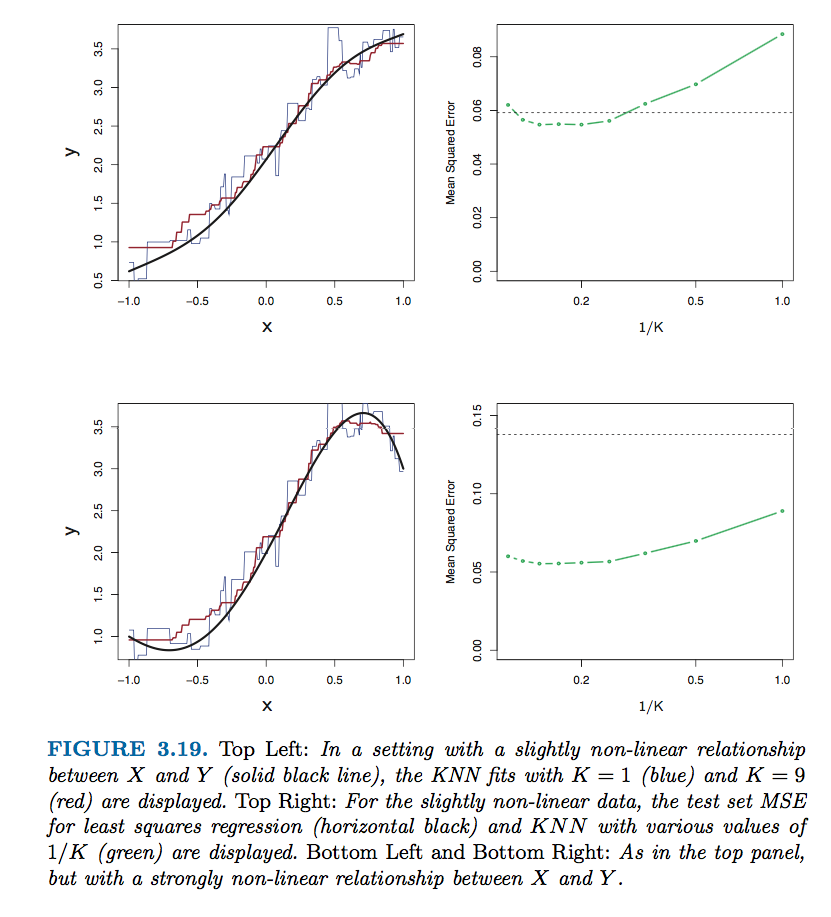 3.5
3.0
2.5
2.0
1.5
1.0
0.5
y
−1.0 −0.5 0.0 0.5 1.0
x
0.08
0.06
0.04
0.02
0.00
Mean Squared Error
0.2 0.5 1.0
1/K
3.5
3.0
2.5
2.0
1.5
1.0
y
−1.0 −0.5 0.0 0.5 1.0
x
0.15
0.10
0.05
0.00
Mean Squared Error
0.2 0.5 1.0
1/K
FIGURE 3.19. Top Left: In a setting with a slightly non-linear relationship
between X and Y (solid black line), the KNN fits with K = 1 (blue) and K = 9
(red) are displayed. Top Right: For the slightly non-linear data, the test set MSE
for least squares regression (horizontal black) and KNN with various values of
1/K (green) are displayed. Bottom Left and Bottom Right: As in the top panel,
but with a strongly non-linear relationship between X and Y.